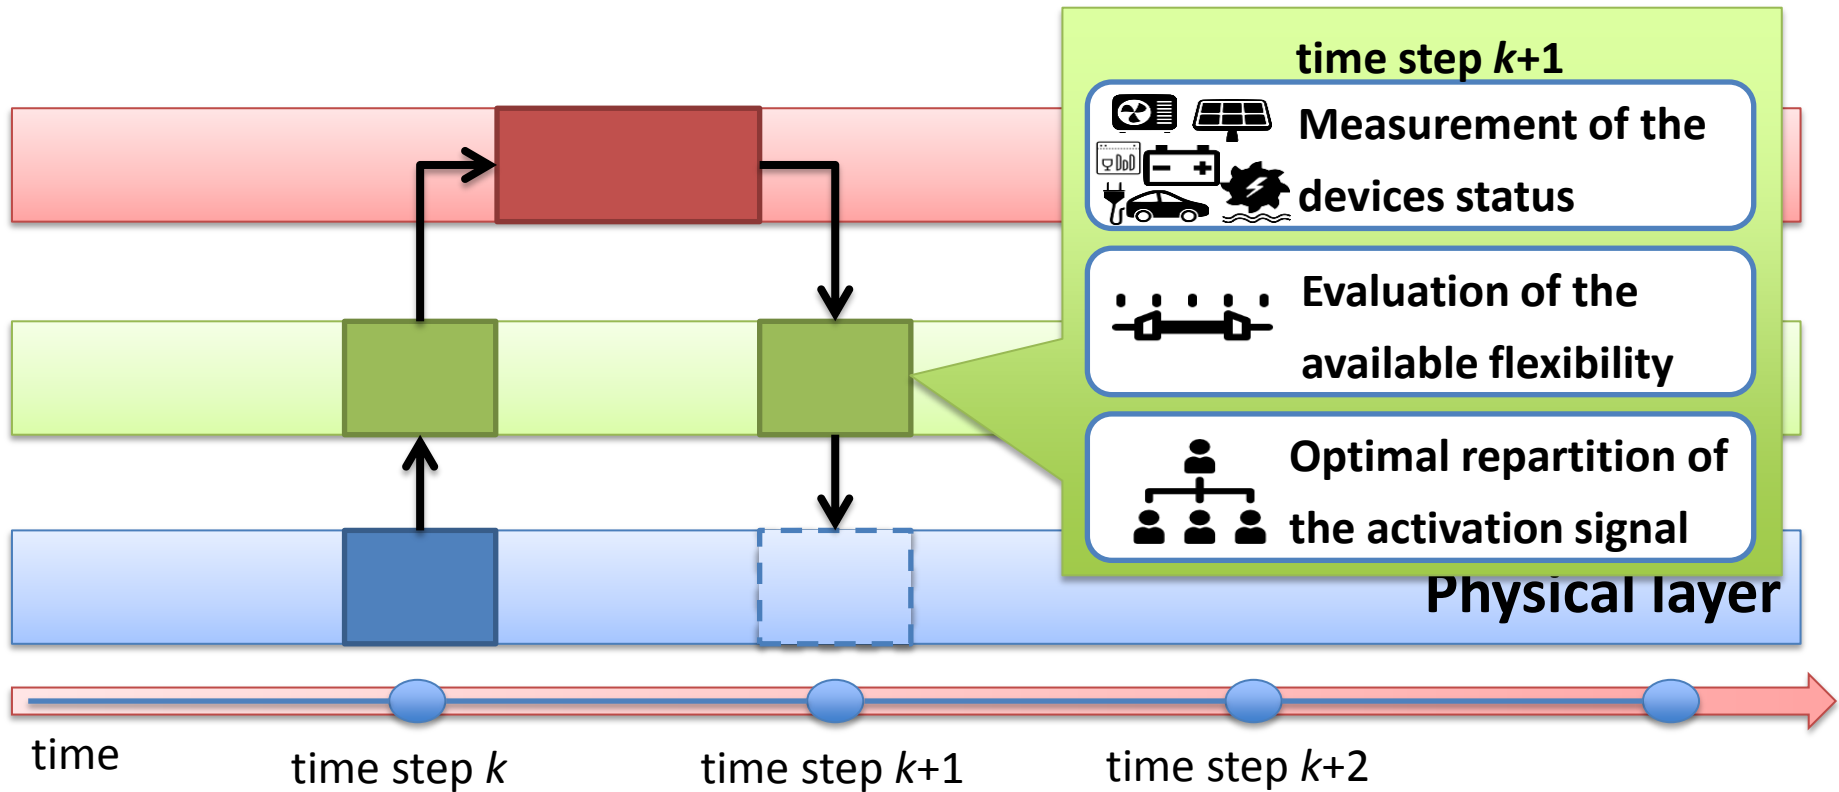 time step k+1
Measurement of the
devices status
Evaluation of the
available flexibility
Optimal repartition of
the activation signal
Physical layer
time
time step k
time step k+1
time step k+2